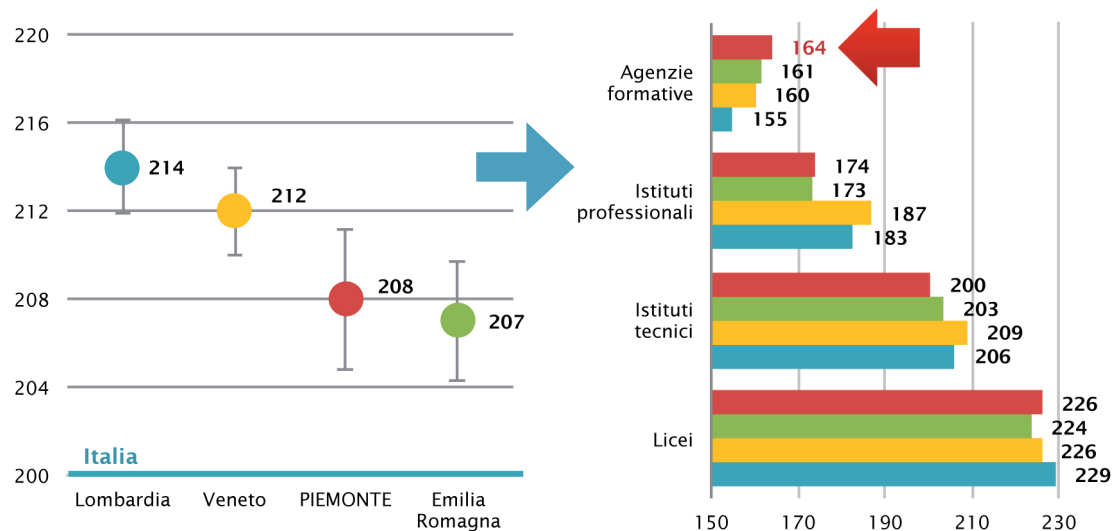 220
216
212
208
204
200
214
212
208
207
Italia
Lombardia
Veneto
PIEMONTE
Emilia
Romagna
Agenzie
formative
164
161
160
155
Istituti
professionali
174
173
187
183
Istituti
tecnici
200
203
209
206
Licei
226
224
226
229
150
170
190
210
230